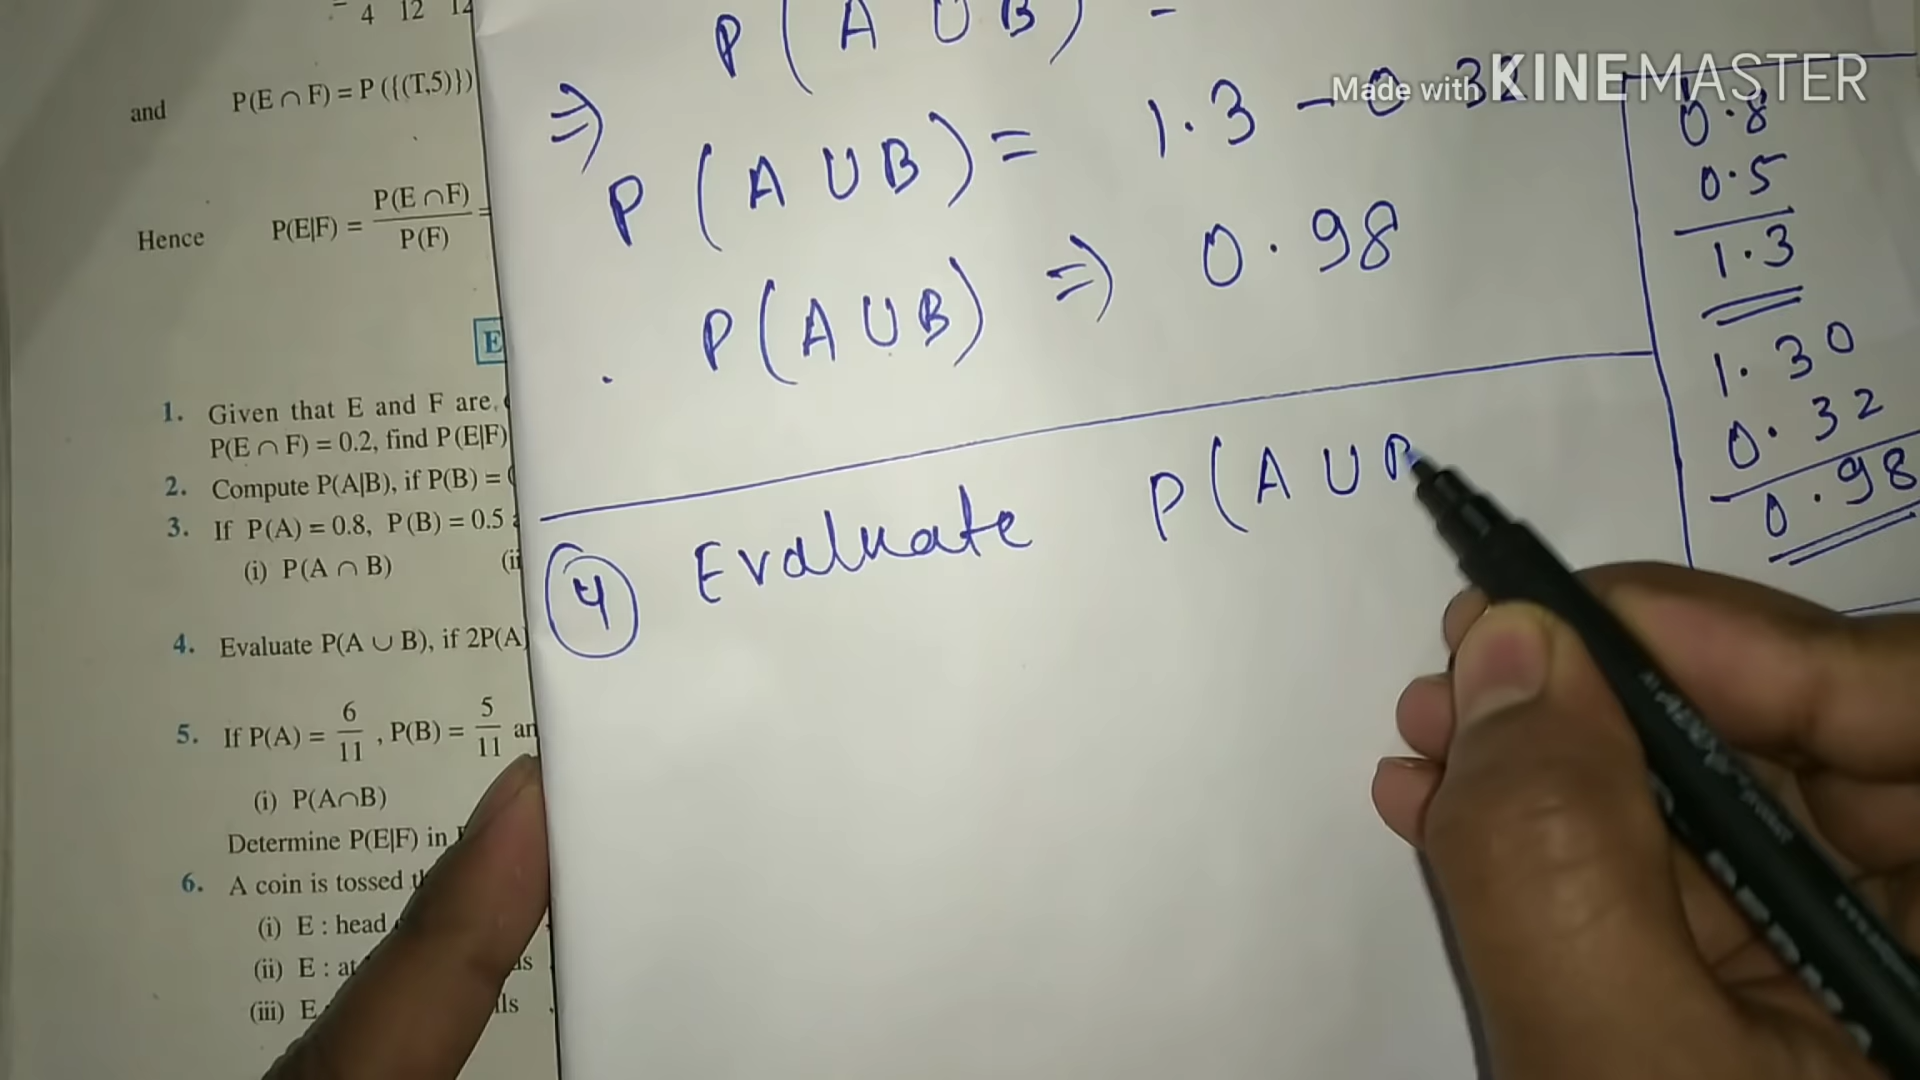 4 12 12
and P(E ∩ F) = P ({(T,5)})
Hence P(E|F) = P(E ∩ F) / P(F) =
E
1. Given that E and F are
P(E ∩ F) = 0.2, find P(E|F)
2. Compute P(A|B), if P(B) =
3. If P(A) = 0.8, P(B) = 0.5
(i) P(A ∩ B) (ii
4. Evaluate P(A ∪ B), if 2P(A)
5. If P(A) = 6/11 , P(B) = 5/11 an
(i) P(A∩B)
Determine P(E|F) in
6. A coin is tossed
(i) E : head
(ii) E : at
(iii) E
P(A ∪ B) -
⇒ P(A ∪ B) = 1.3 - 0.32
P(A ∪ B) ⇒ 0.98
④ Evaluate P(A ∪ B
Made with KINEMASTER
0.8
0.5
1.3
1.30
0.32
0.98